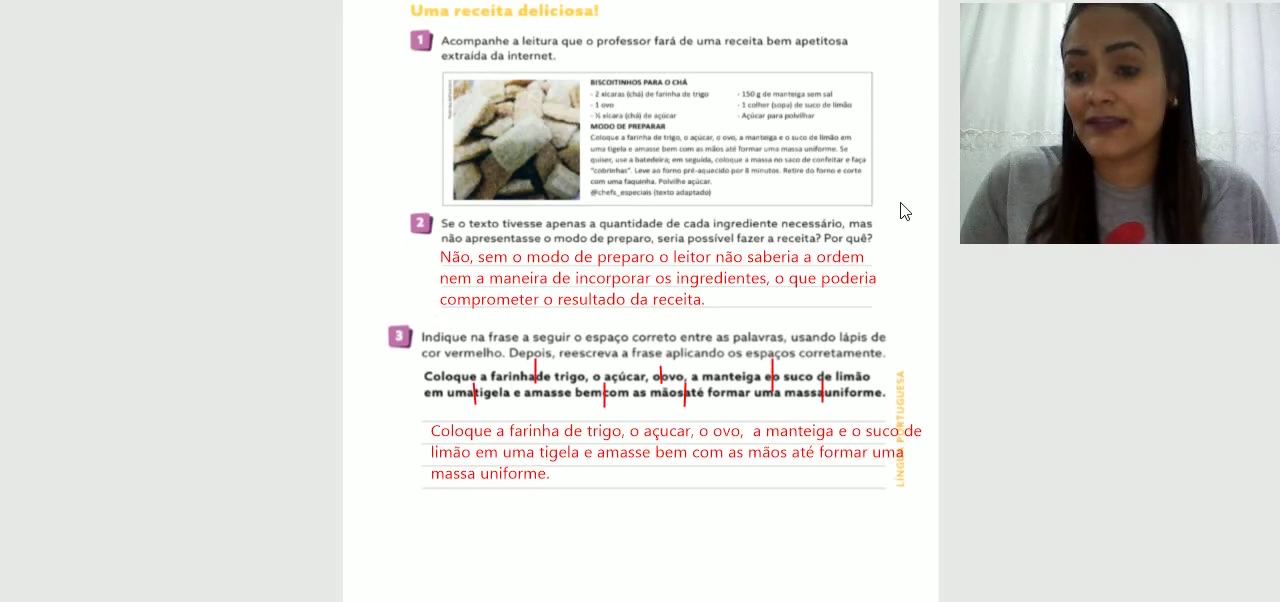 Uma receita deliciosa!
1 Acompanhe a leitura que o professor fará de uma receita bem apetitosa
extraída da internet.
BISCOITINHOS PARA O CHÁ
- 2 xícaras (chá) de farinha de trigo
- 1 ovo
- ½ xícara (chá) de açúcar
- 150 g de manteiga sem sal
- 1 colher (sopa) de suco de limão
- Açúcar para polvilhar
MODO DE PREPARAR
Coloque a farinha de trigo, o açúcar, o ovo, a manteiga e o suco de limão em
uma tigela e amasse bem com as mãos até formar uma massa uniforme. Se
quiser, use a batedeira; em seguida, coloque a massa no saco de confeitar e faça
"cobrinhas". Leve ao forno pré-aquecido por 8 minutos. Retire do forno e corte
com uma faquinha. Polvilhe açúcar.
@chefs_especiais (texto adaptado)
2 Se o texto tivesse apenas a quantidade de cada ingrediente necessário, mas
não apresentasse o modo de preparo, seria possível fazer a receita? Por quê?
Não, sem o modo de preparo o leitor não saberia a ordem
nem a maneira de incorporar os ingredientes, o que poderia
comprometer o resultado da receita.
3 Indique na frase a seguir o espaço correto entre as palavras, usando lápis de
cor vermelho. Depois, reescreva a frase aplicando os espaços corretamente.
Coloque a farinhade trigo, o açúcar, oovo, a manteiga eo suco de limão
em umatigela e amasse bemcom as mãosaté formar uma massauniforme.
Coloque a farinha de trigo, o açucar, o ovo,  a manteiga e o suco de
limão em uma tigela e amasse bem com as mãos até formar uma
massa uniforme.
LÍNGUA PORTUGUESA